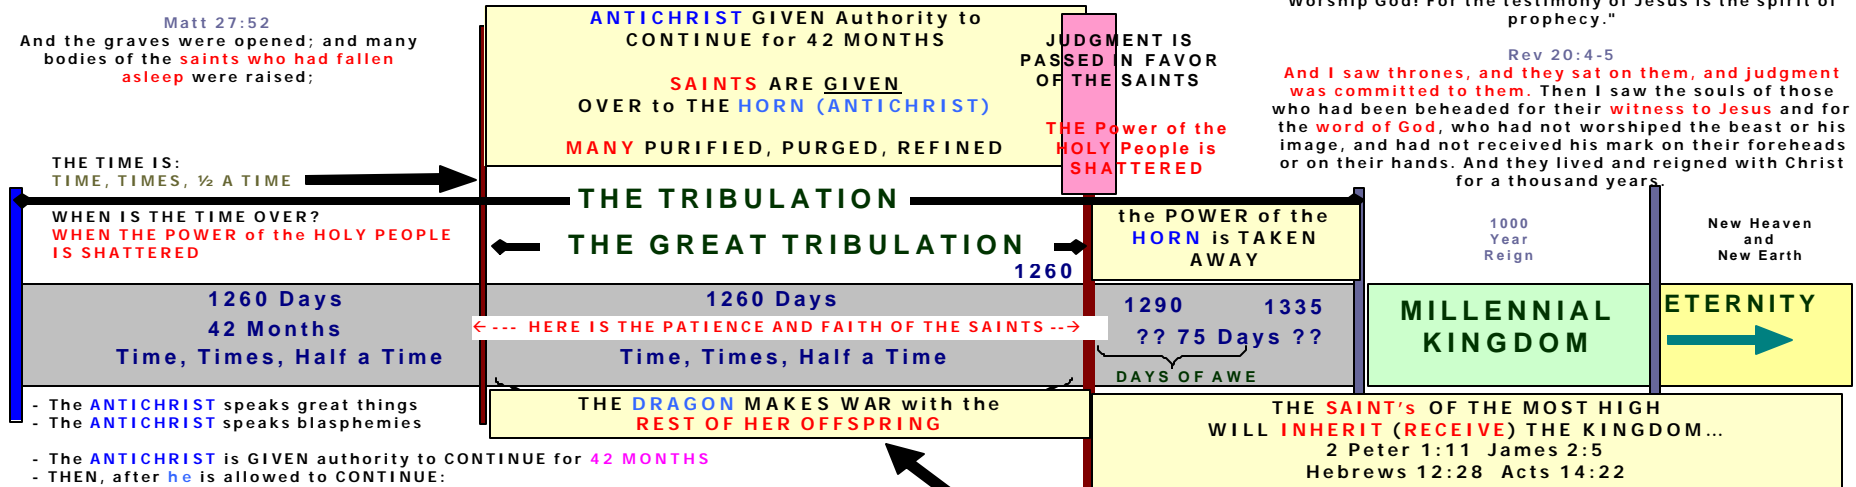 Matt 27:52
And the graves were opened; and many
bodies of the saints who had fallen
asleep were raised;
ANTICHRIST GIVEN Authority to
CONTINUE for 42 MONTHS
SAINTS ARE GIVEN
OVER to THE HORN (ANTICHRIST)
MANY PURIFIED, PURGED, REFINED
JUDGMENT IS
PASSED IN FAVOR
OF THE SAINTS
THE Power of the
HOLY People is
SHATTERED
Worship God! For the testimony of Jesus is the spirit of
prophecy."
Rev 20:4-5
And I saw thrones, and they sat on them, and judgment
was committed to them. Then I saw the souls of those
who had been beheaded for their witness to Jesus and for
the word of God, who had not worshiped the beast or his
image, and had not received his mark on their foreheads
or on their hands. And they lived and reigned with Christ
for a thousand years.
THE TIME IS:
TIME, TIMES, ½ A TIME
WHEN IS THE TIME OVER?
WHEN THE POWER of the HOLY PEOPLE
IS SHATTERED
THE TRIBULATION
THE GREAT TRIBULATION
1260
the POWER of the
HORN is TAKEN
AWAY
1000
Year
Reign
New Heaven
and
New Earth
1260 Days
42 Months
Time, Times, Half a Time
1260 Days
←--- HERE IS THE PATIENCE AND FAITH OF THE SAINTS --→
Time, Times, Half a Time
1290 1335
?? 75 Days ??
DAYS OF AWE
MILLENNIAL
KINGDOM
ETERNITY
- The ANTICHRIST speaks great things
- The ANTICHRIST speaks blasphemies
- The ANTICHRIST is GIVEN authority to CONTINUE for 42 MONTHS
- THEN, after he is allowed to CONTINUE:
THE DRAGON MAKES WAR with the
REST OF HER OFFSPRING
THE SAINT's OF THE MOST HIGH
WILL INHERIT (RECEIVE) THE KINGDOM...
2 Peter 1:11 James 2:5
Hebrews 12:28 Acts 14:22